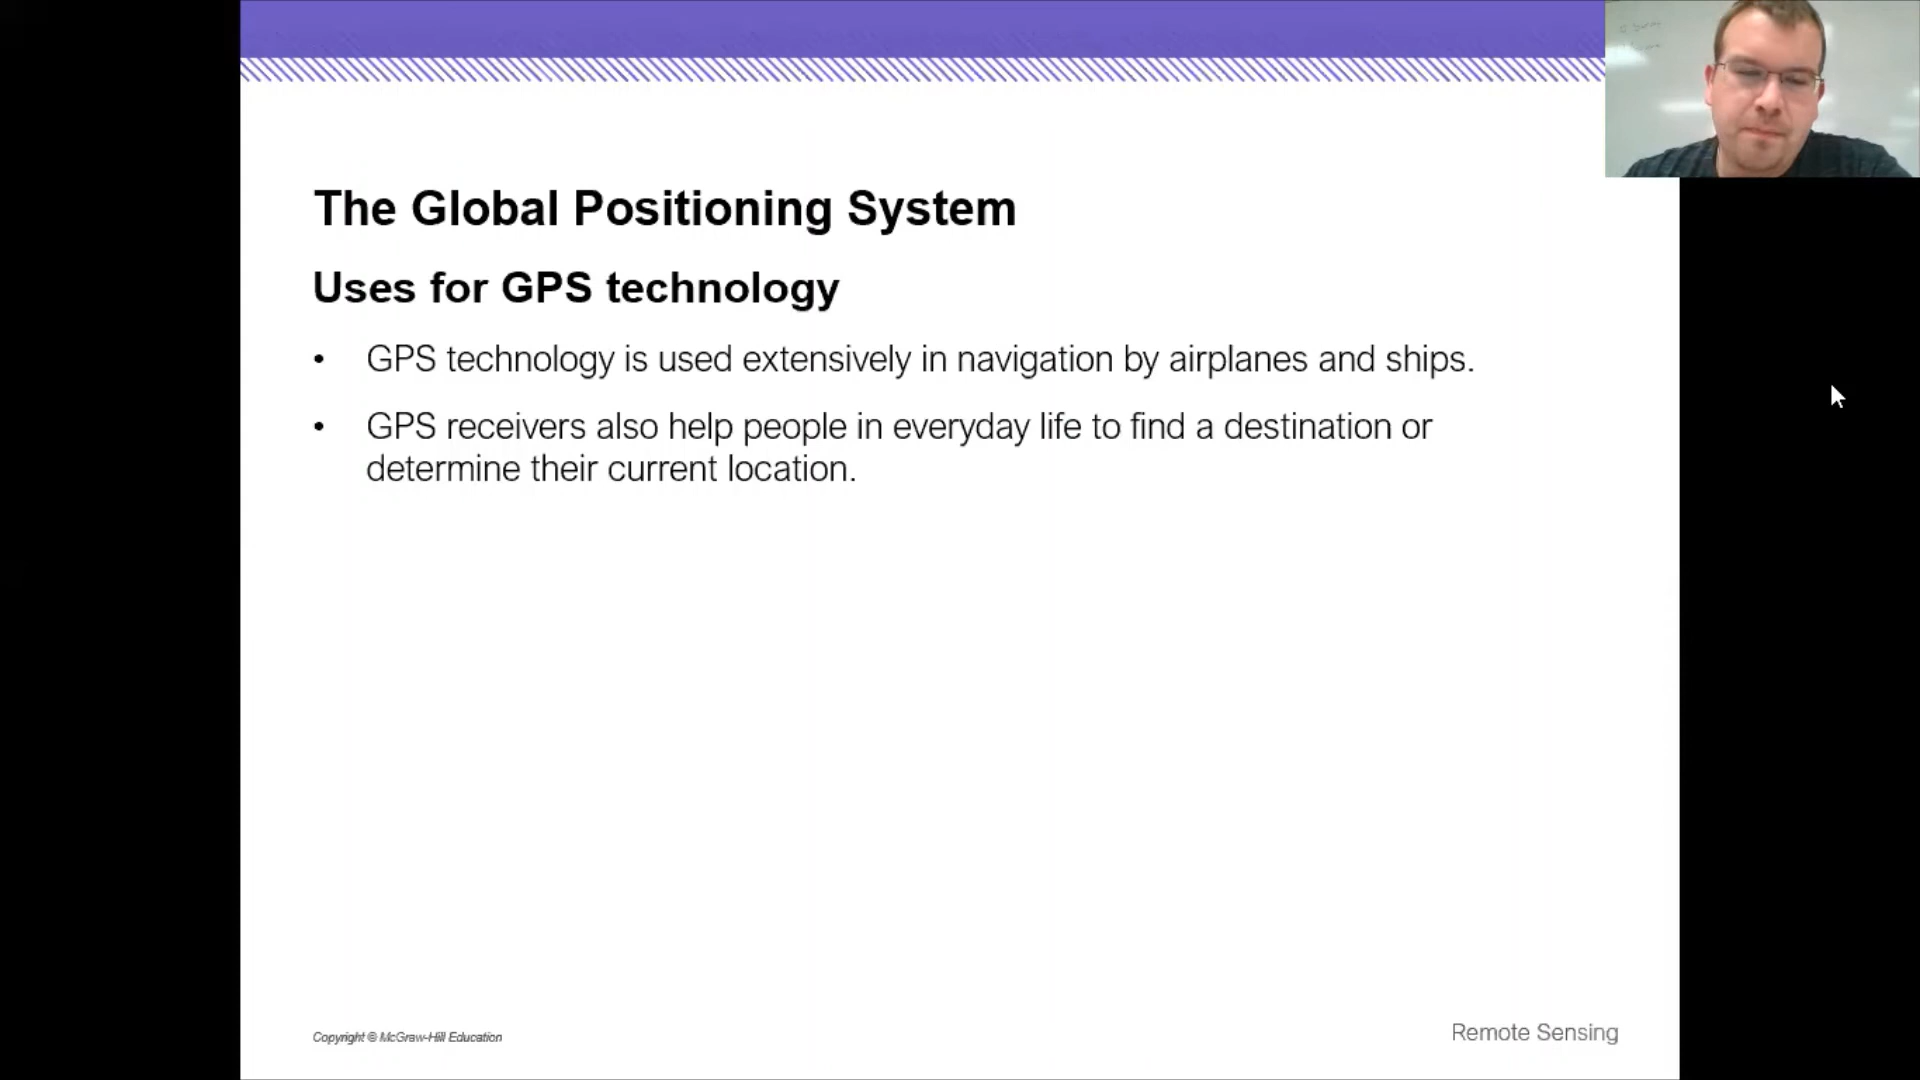 The Global Positioning System
Uses for GPS technology
• GPS technology is used extensively in navigation by airplanes and ships.
• GPS receivers also help people in everyday life to find a destination or
determine their current location.
Copyright © McGraw-Hill Education
Remote Sensing